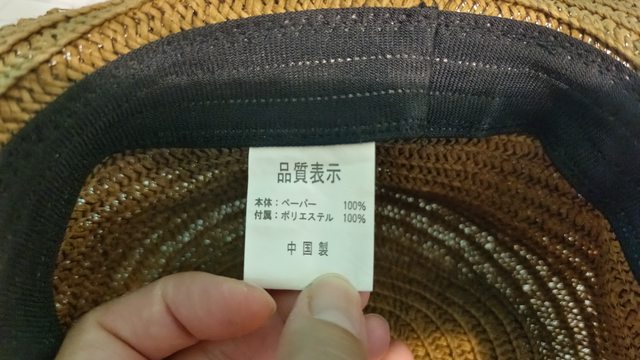 品質表示
本体：ペーパー 100%
付属：ポリエステル 100%
中国製